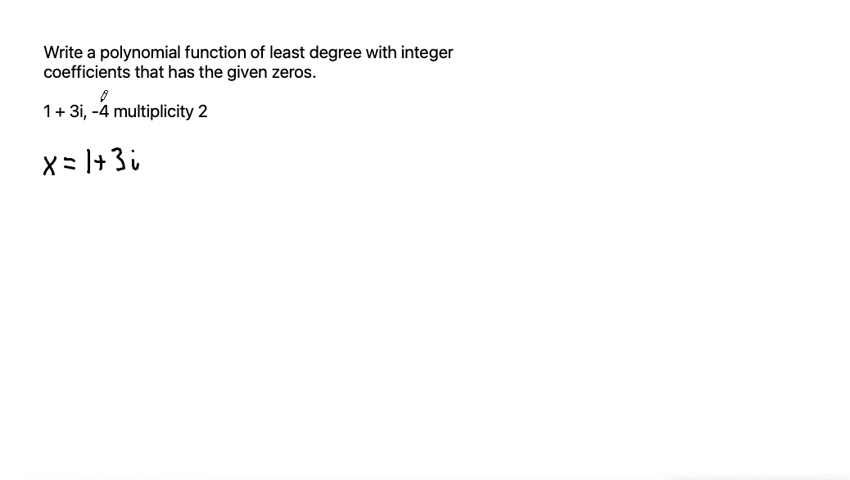 Write a polynomial function of least degree with integer
coefficients that has the given zeros.
1 + 3i, -4 multiplicity 2
x = 1+3i